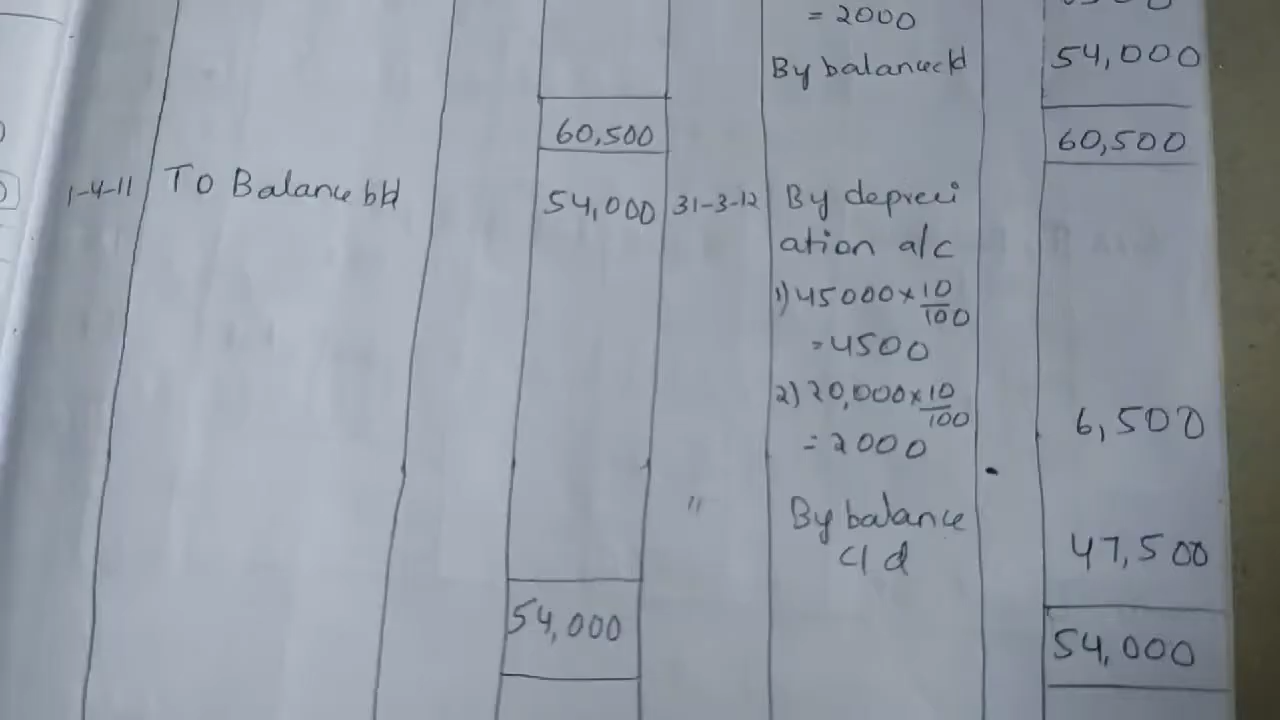 = 2000
By balance c/d 54,000
60,500 60,500
1-4-11 To Balance b/d 54,000 31-3-12 By depreci
ation a/c
1) 45000 × 10/100
= 4500
2) 20,000 × 10/100 6,500
= 2000
" By balance
c/d 47,500
54,000 54,000